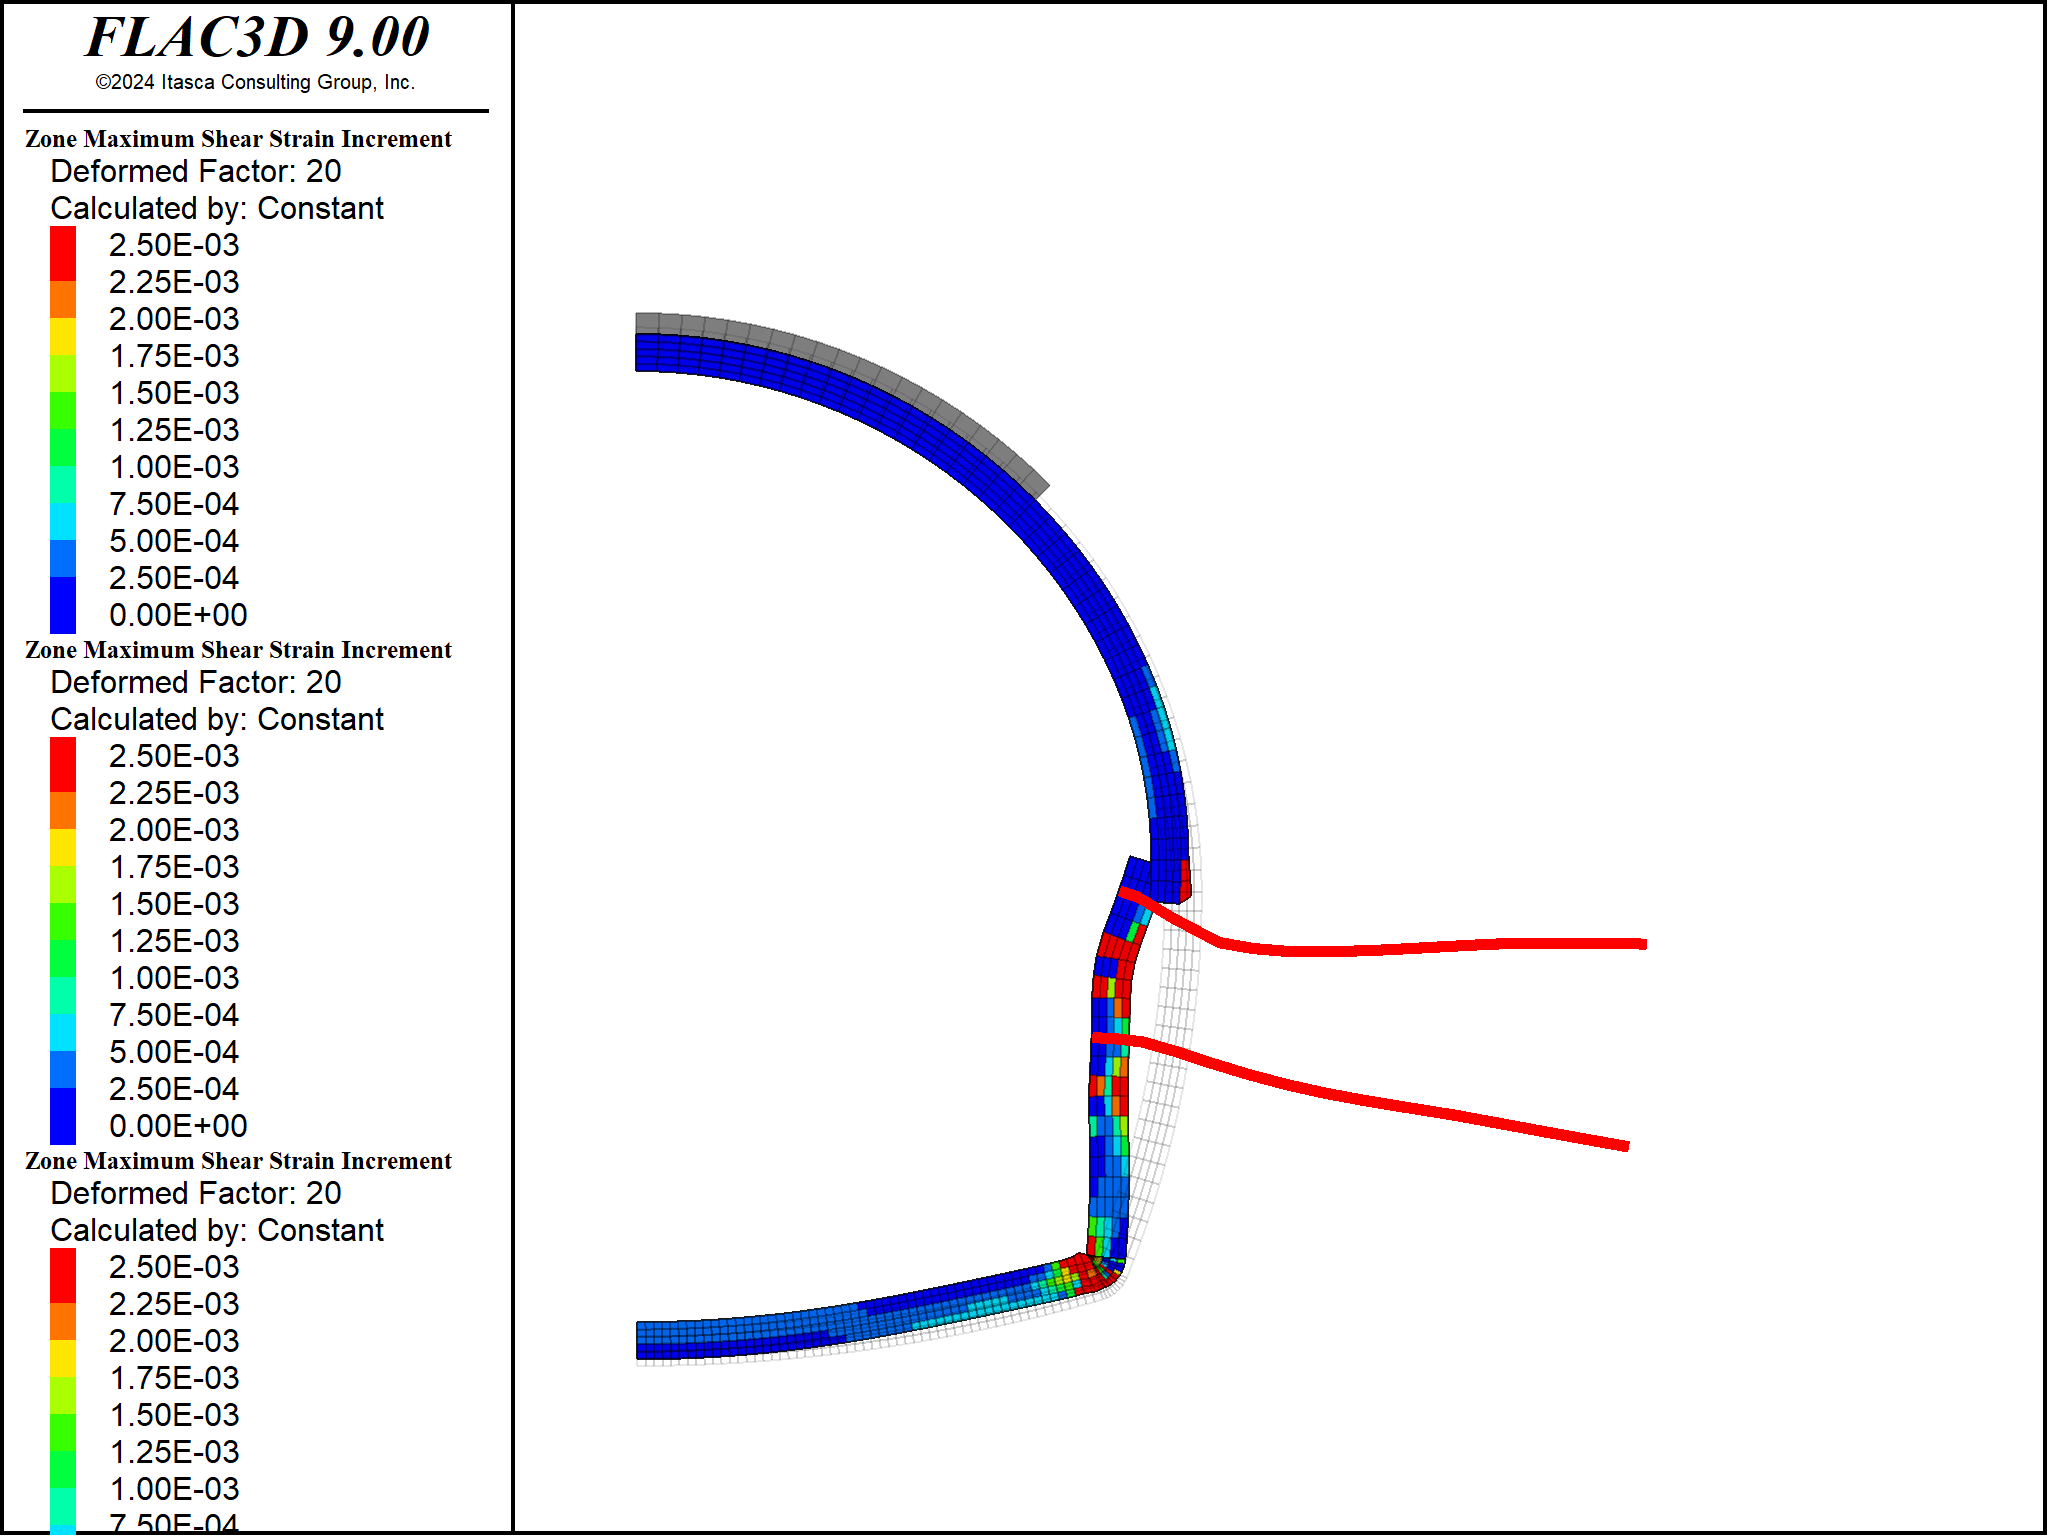 FLAC3D 9.00
©2024 Itasca Consulting Group, Inc.
Zone Maximum Shear Strain Increment
Deformed Factor: 20
Calculated by: Constant
2.50E-03
2.25E-03
2.00E-03
1.75E-03
1.50E-03
1.25E-03
1.00E-03
7.50E-04
5.00E-04
2.50E-04
0.00E+00
Zone Maximum Shear Strain Increment
Deformed Factor: 20
Calculated by: Constant
2.50E-03
2.25E-03
2.00E-03
1.75E-03
1.50E-03
1.25E-03
1.00E-03
7.50E-04
5.00E-04
2.50E-04
0.00E+00
Zone Maximum Shear Strain Increment
Deformed Factor: 20
Calculated by: Constant
2.50E-03
2.25E-03
2.00E-03
1.75E-03
1.50E-03
1.25E-03
1.00E-03
7.50E-04